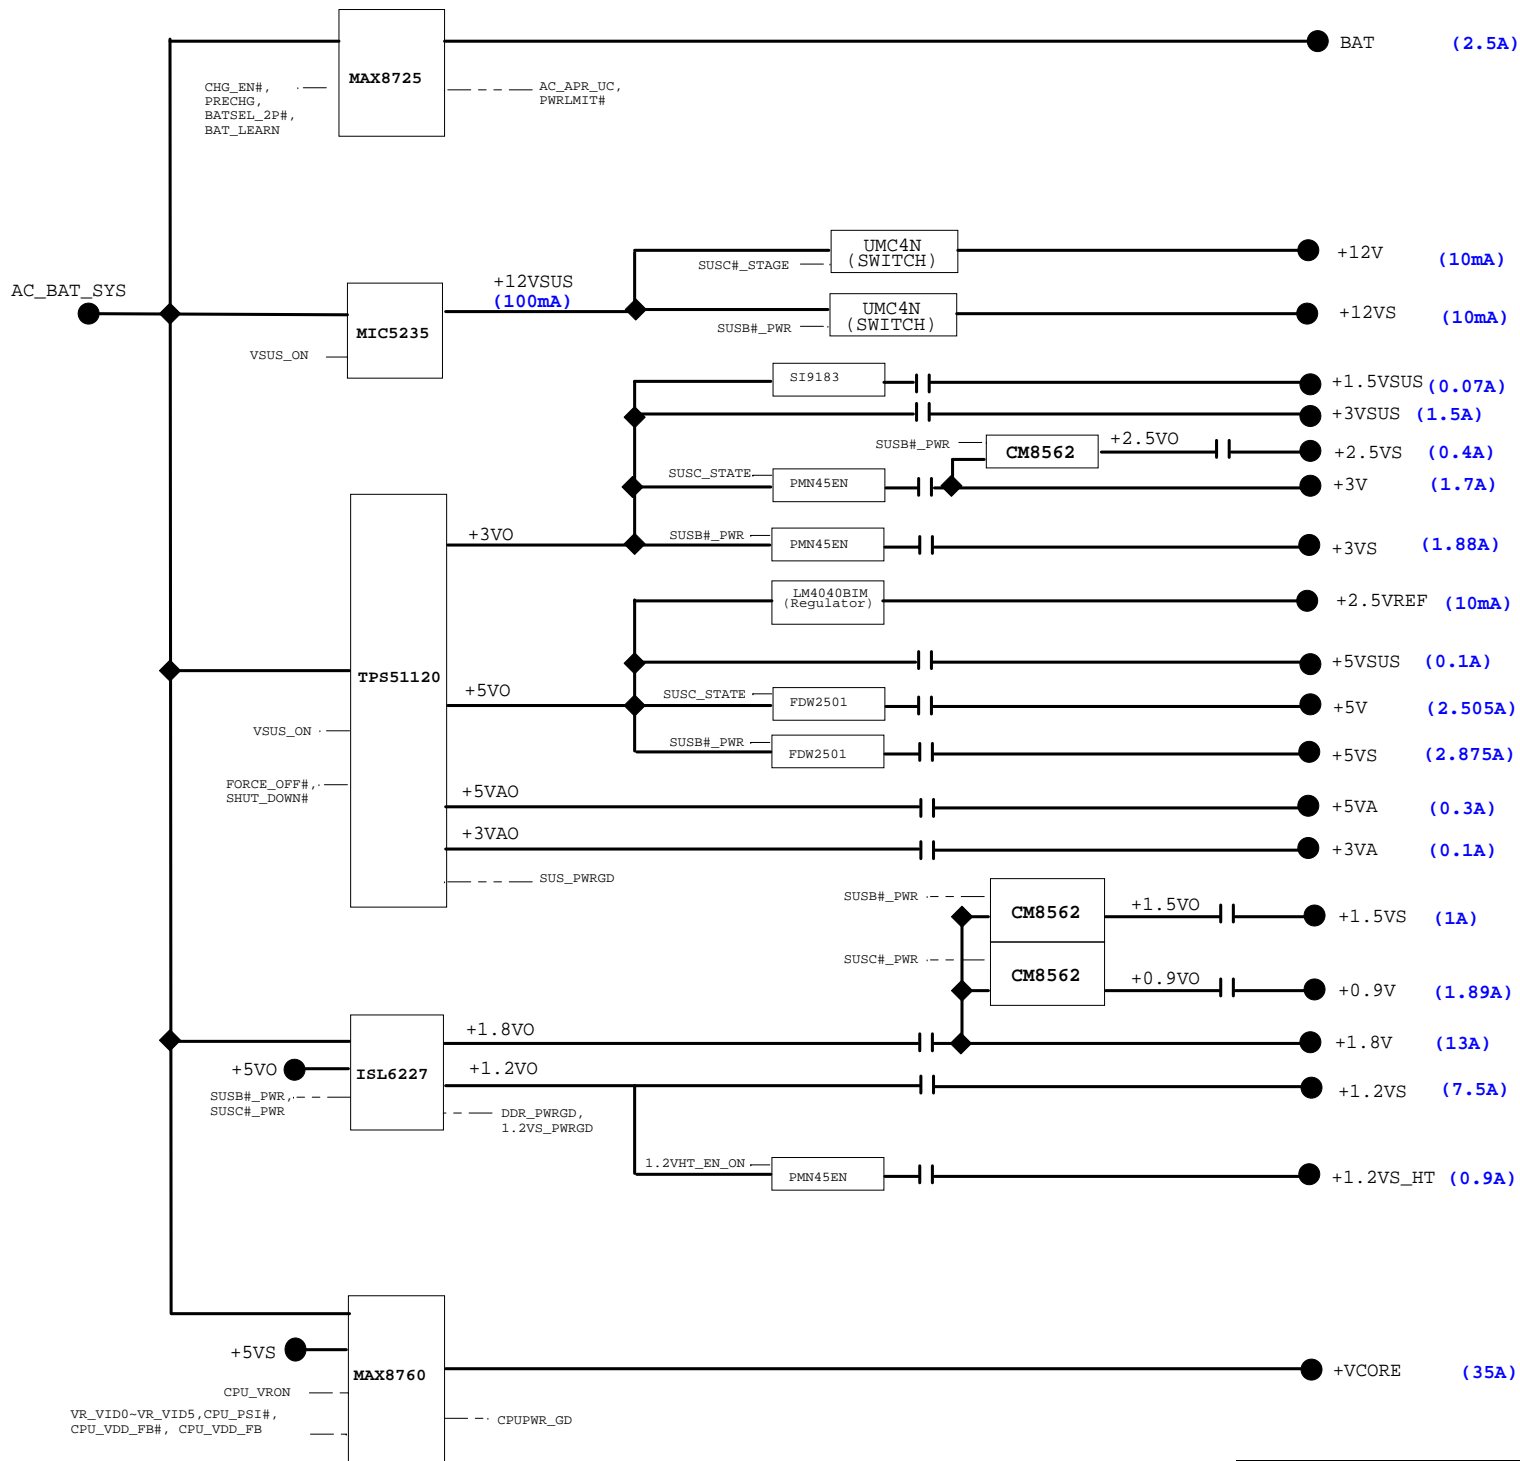 BAT (2.5A)
MAX8725
CHG_EN#,
PRECHG,
BATSEL_2P#,
BAT_LEARN
AC_APR_UC,
PWRLMIT#
AC_BAT_SYS
MIC5235
VSUS_ON
+12VSUS
(100mA)
SUSC#_STAGE
UMC4N
(SWITCH)
+12V (10mA)
SUSB#_PWR
UMC4N
(SWITCH)
+12VS (10mA)
SI9183
+1.5VSUS (0.07A)
+3VSUS (1.5A)
SUSB#_PWR
CM8562
+2.5VO
+2.5VS (0.4A)
SUSC_STATE
PMN45EN
+3V (1.7A)
+3VO
SUSB#_PWR
PMN45EN
+3VS (1.88A)
LM4040BIM
(Regulator)
+2.5VREF (10mA)
TPS51120
+5VSUS (0.1A)
+5VO
SUSC_STATE
FDW2501
+5V (2.505A)
VSUS_ON
SUSB#_PWR
FDW2501
+5VS (2.875A)
FORCE_OFF#,
SHUT_DOWN#
+5VAO
+5VA (0.3A)
+3VAO
+3VA (0.1A)
SUS_PWRGD
SUSB#_PWR
CM8562
+1.5VO
+1.5VS (1A)
SUSC#_PWR
CM8562
+0.9VO
+0.9V (1.89A)
+1.8VO
+1.8V (13A)
+5VO
ISL6227
+1.2VO
+1.2VS (7.5A)
SUSB#_PWR,
SUSC#_PWR
DDR_PWRGD,
1.2VS_PWRGD
1.2VHT_EN_ON
PMN45EN
+1.2VS_HT (0.9A)
+5VS
MAX8760
+VCORE (35A)
CPU_VRON
VR_VID0~VR_VID5,CPU_PSI#,
CPU_VDD_FB#, CPU_VDD_FB
CPUPWR_GD